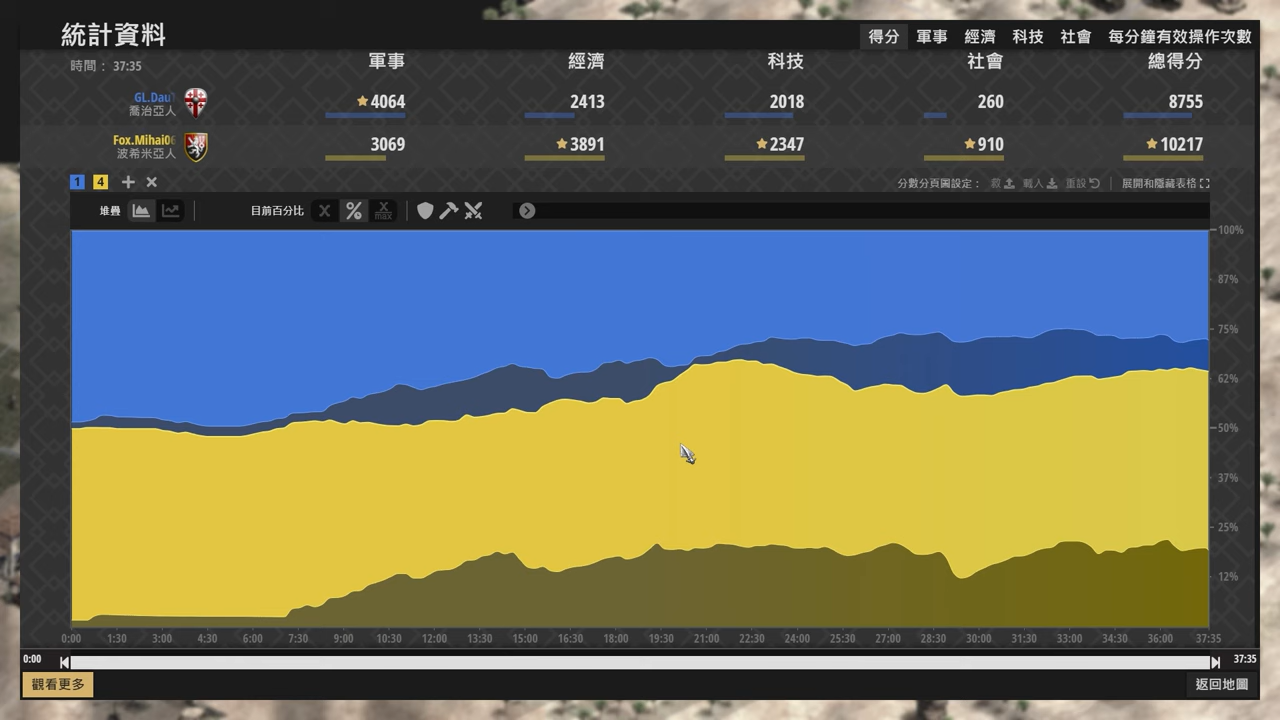 統計資料
得分 軍事 經濟 科技 社會 每分鐘有效操作次數
時間： 37:35 軍事 經濟 科技 社會 總得分
GL.Dau
喬治亞人 4064 2413 2018 260 8755
Fox.Mihai06
波希米亞人 3069 3891 2347 910 10217
1 4 分數分頁圖設定： 載入 重設 展開和隱藏表格
堆疊 目前百分比 X % X max
100%
87%
75%
62%
50%
37%
25%
12%
0:00 1:30 3:00 4:30 6:00 7:30 9:00 10:30 12:00 13:30 15:00 16:30 18:00 19:30 21:00 22:30 24:00 25:30 27:00 28:30 30:00 31:30 33:00 34:30 36:00 37:35
0:00 37:35
觀看更多 返回地圖